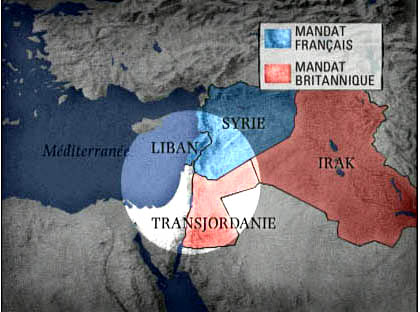 MANDAT
FRANÇAIS
MANDAT
BRITANNIQUE
SYRIE
Méditerranée
LIBAN
IRAK
TRANSJORDANIE